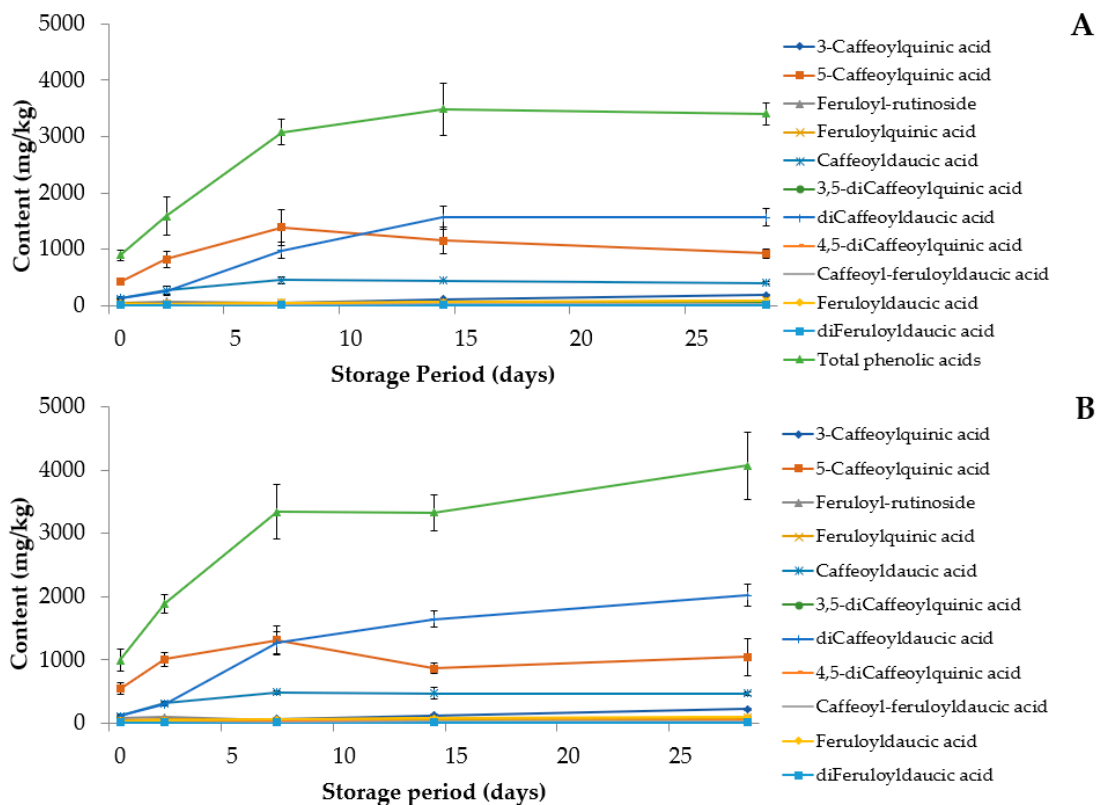 A
5000
4000
3000
2000
1000
0
Content (mg/kg)
0 5 10 15 20 25
Storage Period (days)
3-Caffeoylquinic acid
5-Caffeoylquinic acid
Feruloyl-rutinoside
Feruloylquinic acid
Caffeoyldaucic acid
3,5-diCaffeoylquinic acid
diCaffeoyldaucic acid
4,5-diCaffeoylquinic acid
Caffeoyl-feruloyldaucic acid
Feruloyldaucic acid
diFeruloyldaucic acid
Total phenolic acids
B
5000
4000
3000
2000
1000
0
Content (mg/kg)
0 5 10 15 20 25
Storage period (days)
3-Caffeoylquinic acid
5-Caffeoylquinic acid
Feruloyl-rutinoside
Feruloylquinic acid
Caffeoyldaucic acid
3,5-diCaffeoylquinic acid
diCaffeoyldaucic acid
4,5-diCaffeoylquinic acid
Caffeoyl-feruloyldaucic acid
Feruloyldaucic acid
diFeruloyldaucic acid